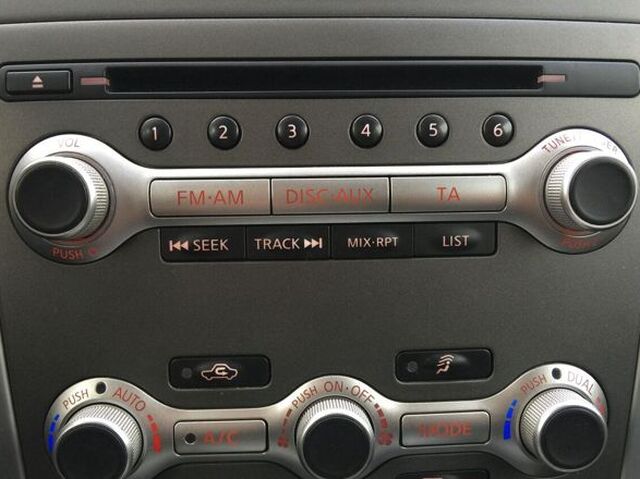 1 2 3 4 5 6
VOL
FM·AM DISC·AUX TA
PUSH
SEEK TRACK MIX·RPT LIST
PUSH AUTO PUSH ON·OFF PUSH DUAL
A/C MODE